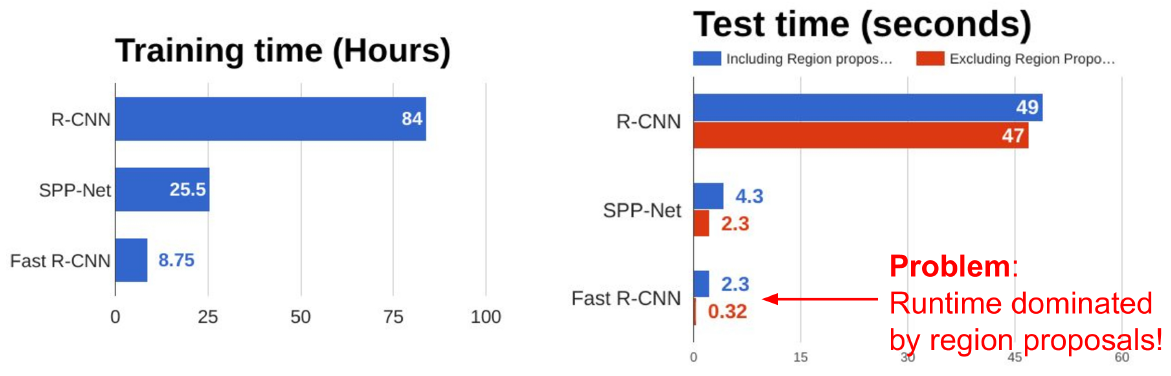 Training time (Hours)
R-CNN
84
SPP-Net
25.5
Fast R-CNN
8.75
0
25
50
75
100
Test time (seconds)
Including Region propos…
Excluding Region Propo…
R-CNN
49
47
SPP-Net
4.3
2.3
Fast R-CNN
2.3
0.32
Problem:
Runtime dominated
by region proposals!
0
15
30
45
60